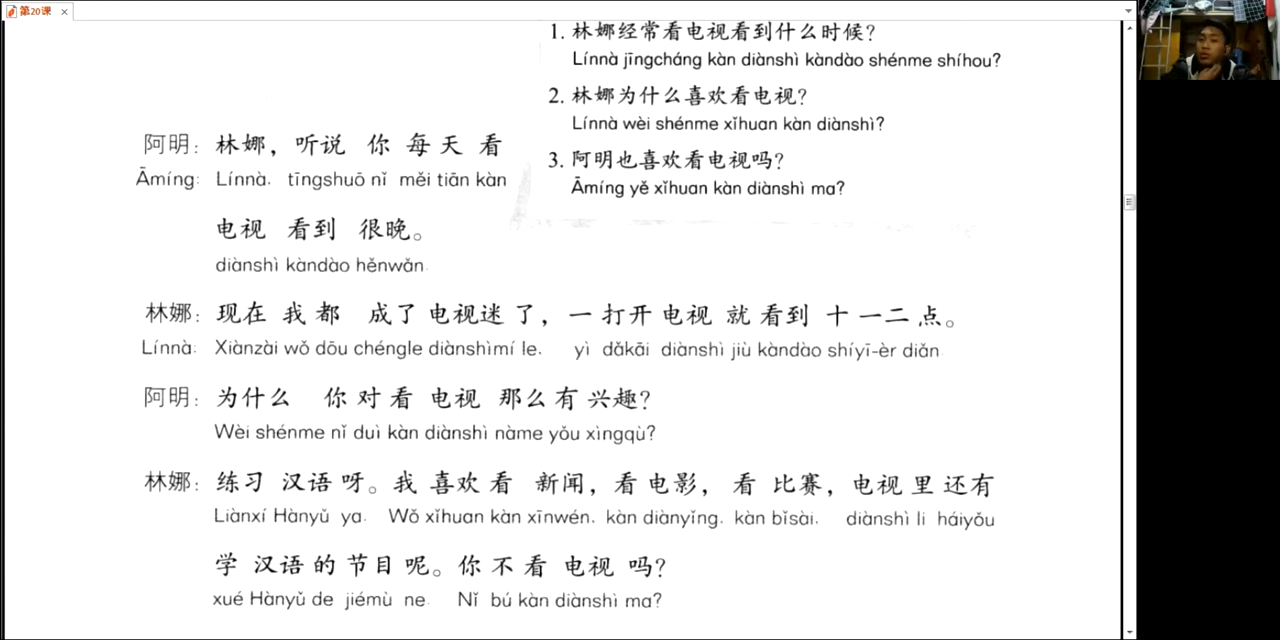 第20课
1. 林娜经常看电视看到什么时候?
Línnà jīngcháng kàn diànshì kàndào shénme shíhou?
2. 林娜为什么喜欢看电视?
Línnà wèi shénme xǐhuan kàn diànshì?
3. 阿明也喜欢看电视吗?
Āmíng yě xǐhuan kàn diànshì ma?
阿明: 林娜, 听说 你 每天 看
Āmíng: Línnà, tīngshuō nǐ měi tiān kàn
电视 看到 很晚。
diànshì kàndào hěnwǎn.
林娜: 现在 我 都 成了 电视迷 了, 一 打开 电视 就 看到 十一二点。
Línnà: Xiànzài wǒ dōu chéngle diànshìmí le, yì dǎkāi diànshì jiù kàndào shíyī-èr diǎn.
阿明: 为什么 你 对 看 电视 那么 有 兴趣?
Wèi shénme nǐ duì kàn diànshì nàme yǒu xìngqù?
林娜: 练习 汉语 呀。我 喜欢 看 新闻, 看 电影, 看 比赛, 电视 里 还有
Liànxí Hànyǔ ya. Wǒ xǐhuan kàn xīnwén, kàn diànyǐng, kàn bǐsài, diànshì li háiyǒu
学 汉语 的 节目 呢。你 不 看 电视 吗?
xué Hànyǔ de jiémù ne. Nǐ bú kàn diànshì ma?